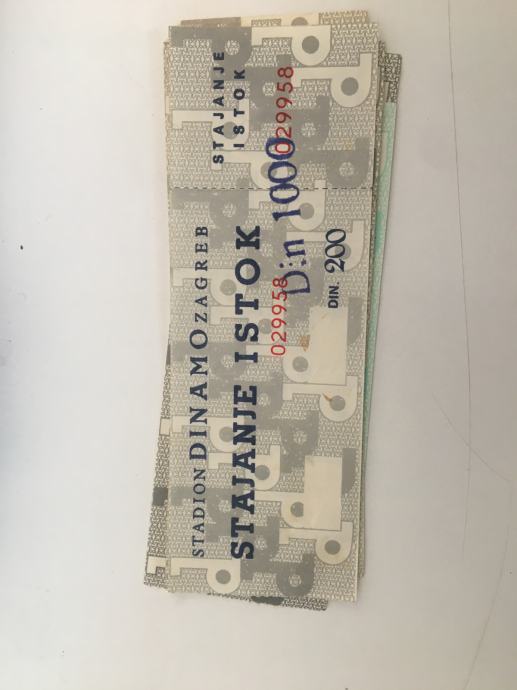 STADION DINAMO ZAGREB
STAJANJE ISTOK
029958
Din 1000
DIN. 200
STAJANJE
ISTOK
029958